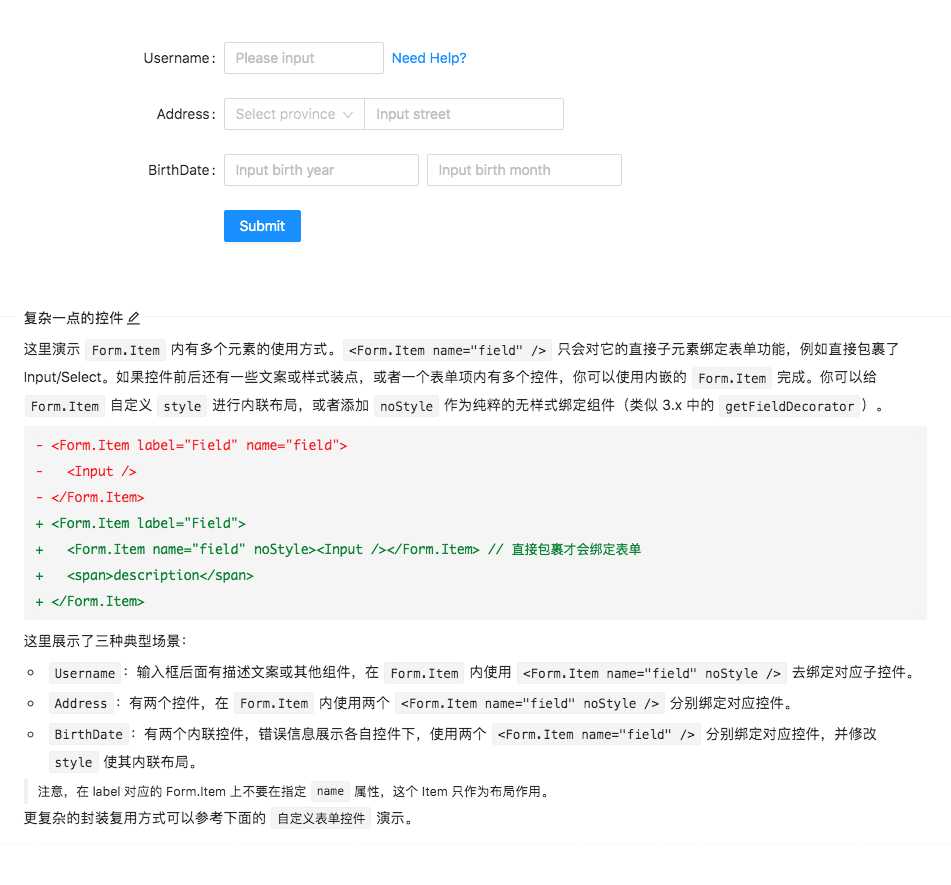 Username: Please input Need Help?
Address: Select province Input street
BirthDate: Input birth year Input birth month
Submit
复杂一点的控件
这里演示 Form.Item 内有多个元素的使用方式。<Form.Item name="field" /> 只会对它的直接子元素绑定表单功能，例如直接包裹了
Input/Select。如果控件前后还有一些文案或样式装点，或者一个表单项内有多个控件，你可以使用内嵌的 Form.Item 完成。你可以给
Form.Item 自定义 style 进行内联布局，或者添加 noStyle 作为纯粹的无样式绑定组件（类似 3.x 中的 getFieldDecorator）。
- <Form.Item label="Field" name="field">
-   <Input />
- </Form.Item>
+ <Form.Item label="Field">
+   <Form.Item name="field" noStyle><Input /></Form.Item> // 直接包裹才会绑定表单
+   <span>description</span>
+ </Form.Item>
这里展示了三种典型场景：
Username：输入框后面有描述文案或其他组件，在 Form.Item 内使用 <Form.Item name="field" noStyle /> 去绑定对应子控件。
Address：有两个控件，在 Form.Item 内使用两个 <Form.Item name="field" noStyle /> 分别绑定对应控件。
BirthDate：有两个内联控件，错误信息展示各自控件下，使用两个 <Form.Item name="field" /> 分别绑定对应控件，并修改
style 使其内联布局。
注意，在 label 对应的 Form.Item 上不要在指定 name 属性，这个 Item 只作为布局作用。
更复杂的封装复用方式可以参考下面的 自定义表单控件 演示。